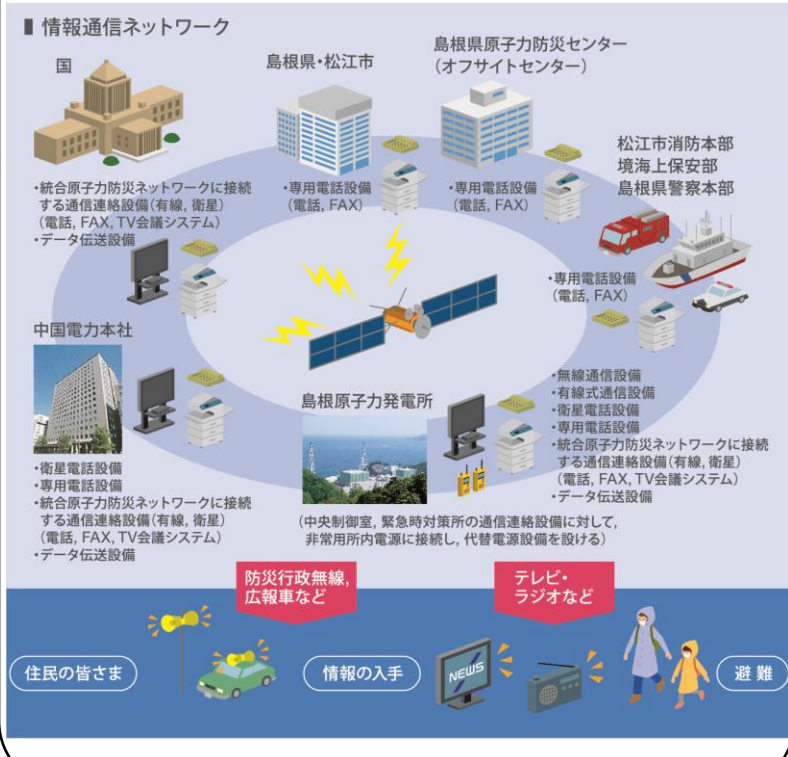 情報通信ネットワーク
国
・統合原子力防災ネットワークに接続
する通信連絡設備(有線, 衛星)
(電話, FAX, TV会議システム)
・データ伝送設備
島根県・松江市
・専用電話設備
(電話, FAX)
島根県原子力防災センター
(オフサイトセンター)
・専用電話設備
(電話, FAX)
松江市消防本部
境海上保安部
島根県警察本部
・専用電話設備
(電話, FAX)
中国電力本社
・衛星電話設備
・専用電話設備
・統合原子力防災ネットワークに接続
する通信連絡設備(有線, 衛星)
(電話, FAX, TV会議システム)
・データ伝送設備
島根原子力発電所
・無線通信設備
・有線式通信設備
・衛星電話設備
・専用電話設備
・統合原子力防災ネットワークに接続
する通信連絡設備(有線, 衛星)
(電話, FAX, TV会議システム)
・データ伝送設備
(中央制御室, 緊急時対策所の通信連絡設備に対して,
非常用所内電源に接続し, 代替電源設備を設ける)
防災行政無線,
広報車など
テレビ・
ラジオなど
住民の皆さま
情報の入手
NEWS
避難